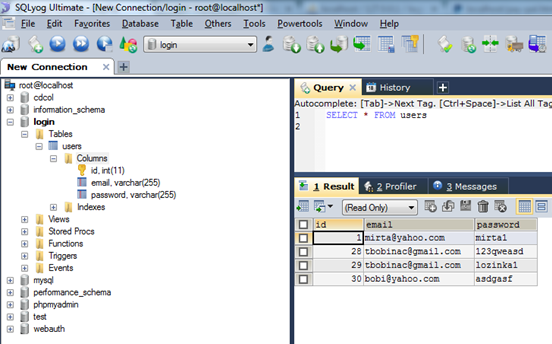 SQLyog Ultimate - [New Connection/login - root@localhost*]
File Edit Favorites Database Table Others Tools Powertools Window Help
login
New Connection
root@localhost
cdcol
information_schema
login
Tables
users
Columns
id, int(11)
email, varchar(255)
password, varchar(255)
Indexes
Views
Stored Procs
Functions
Triggers
Events
mysql
performance_schema
phpmyadmin
test
webauth
Query History
Autocomplete: [Tab]->Next Tag. [Ctrl+Space]->List All Tag
1 SELECT * FROM users
2
1 Result 2 Profiler 3 Messages
(Read Only)
id email password
1 mirta@yahoo.com mirta1
28 tbobinac@gmail.com 123qweasd
29 tbobinac@gmail.com lozinka1
30 bobi@yahoo.com asdgasf